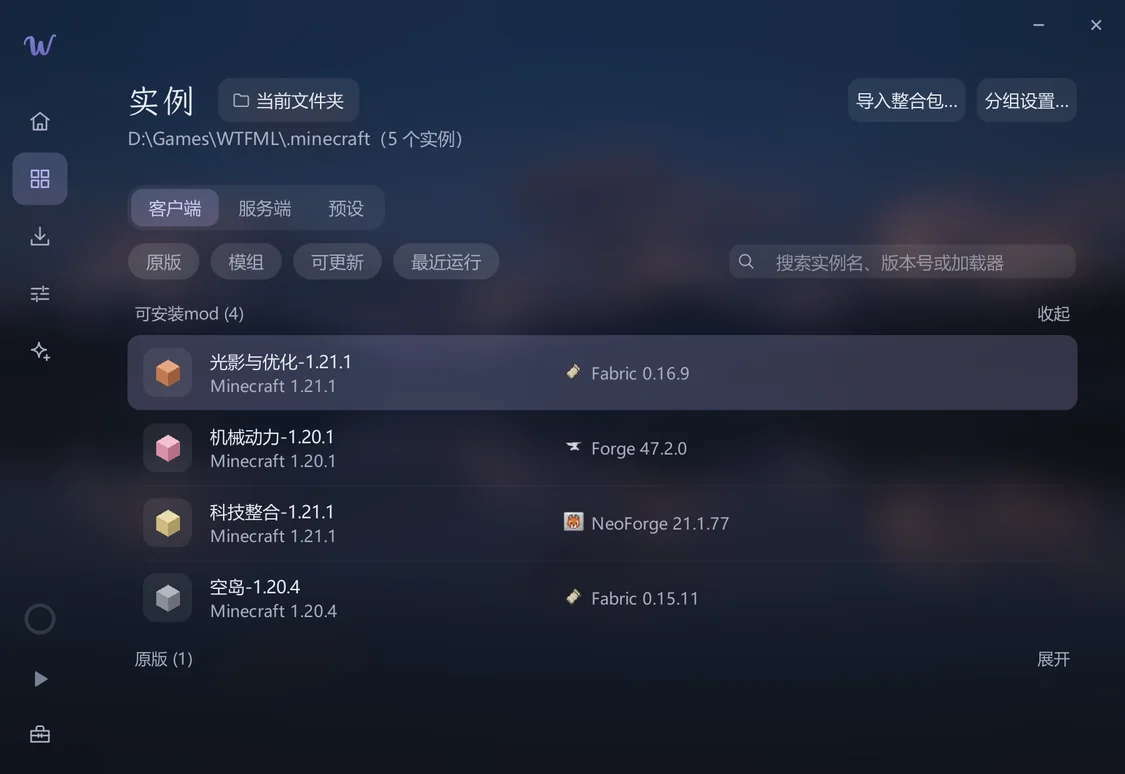 W
实例
当前文件夹
导入整合包...
分组设置...
D:\Games\WTFML\.minecraft（5 个实例）
客户端
服务端
预设
原版
模组
可更新
最近运行
搜索实例名、版本号或加载器
可安装mod (4)
收起
光影与优化-1.21.1
Minecraft 1.21.1
Fabric 0.16.9
机械动力-1.20.1
Minecraft 1.20.1
Forge 47.2.0
科技整合-1.21.1
Minecraft 1.21.1
NeoForge 21.1.77
空岛-1.20.4
Minecraft 1.20.4
Fabric 0.15.11
原版 (1)
展开